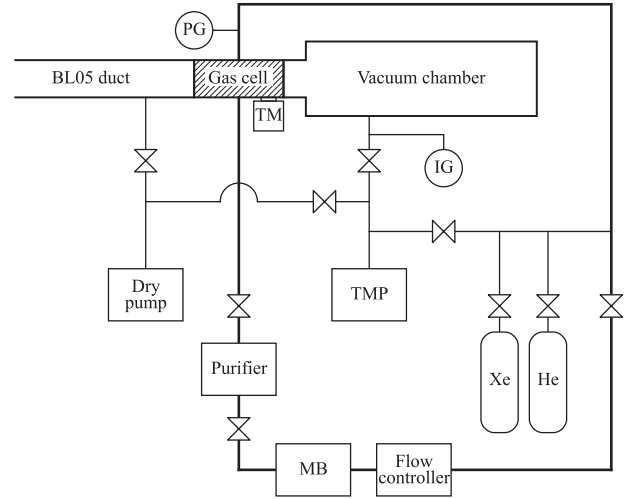 PG
BL05 duct
Gas cell
Vacuum chamber
TM
IG
Dry
pump
TMP
Purifier
Xe
He
MB
Flow
controller